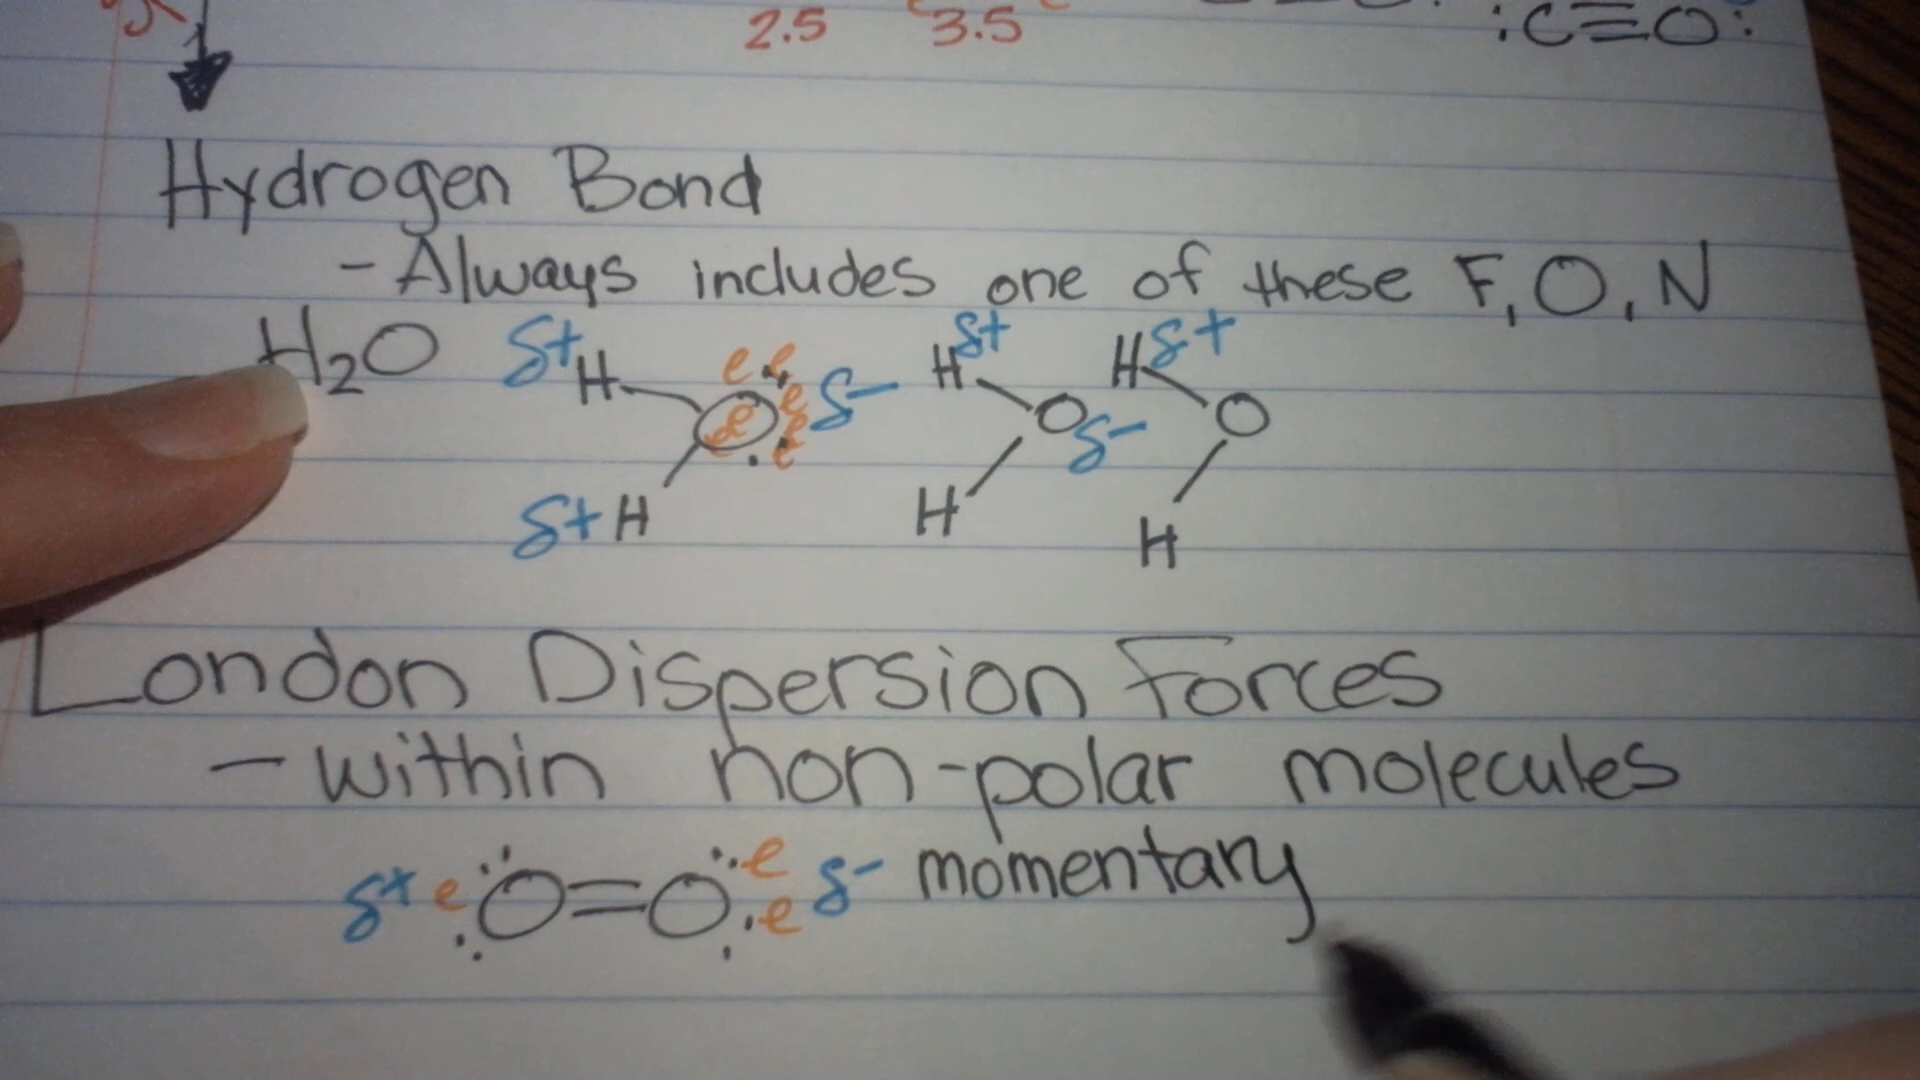 2.5 3.5 :C≡O:
Hydrogen Bond
- Always includes one of these F, O, N
H₂O δ+ H e e O e e e δ- H δ+ O δ- H δ+ O
δ+ H H H
London Dispersion Forces
- within non-polar molecules
δ+ e O=O e e δ- momentary